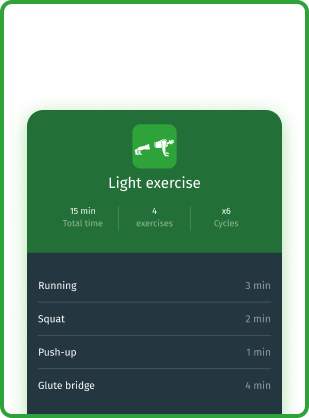 Light exercise
15 min 4 x6
Total time exercises Cycles
Running 3 min
Squat 2 min
Push-up 1 min
Glute bridge 4 min